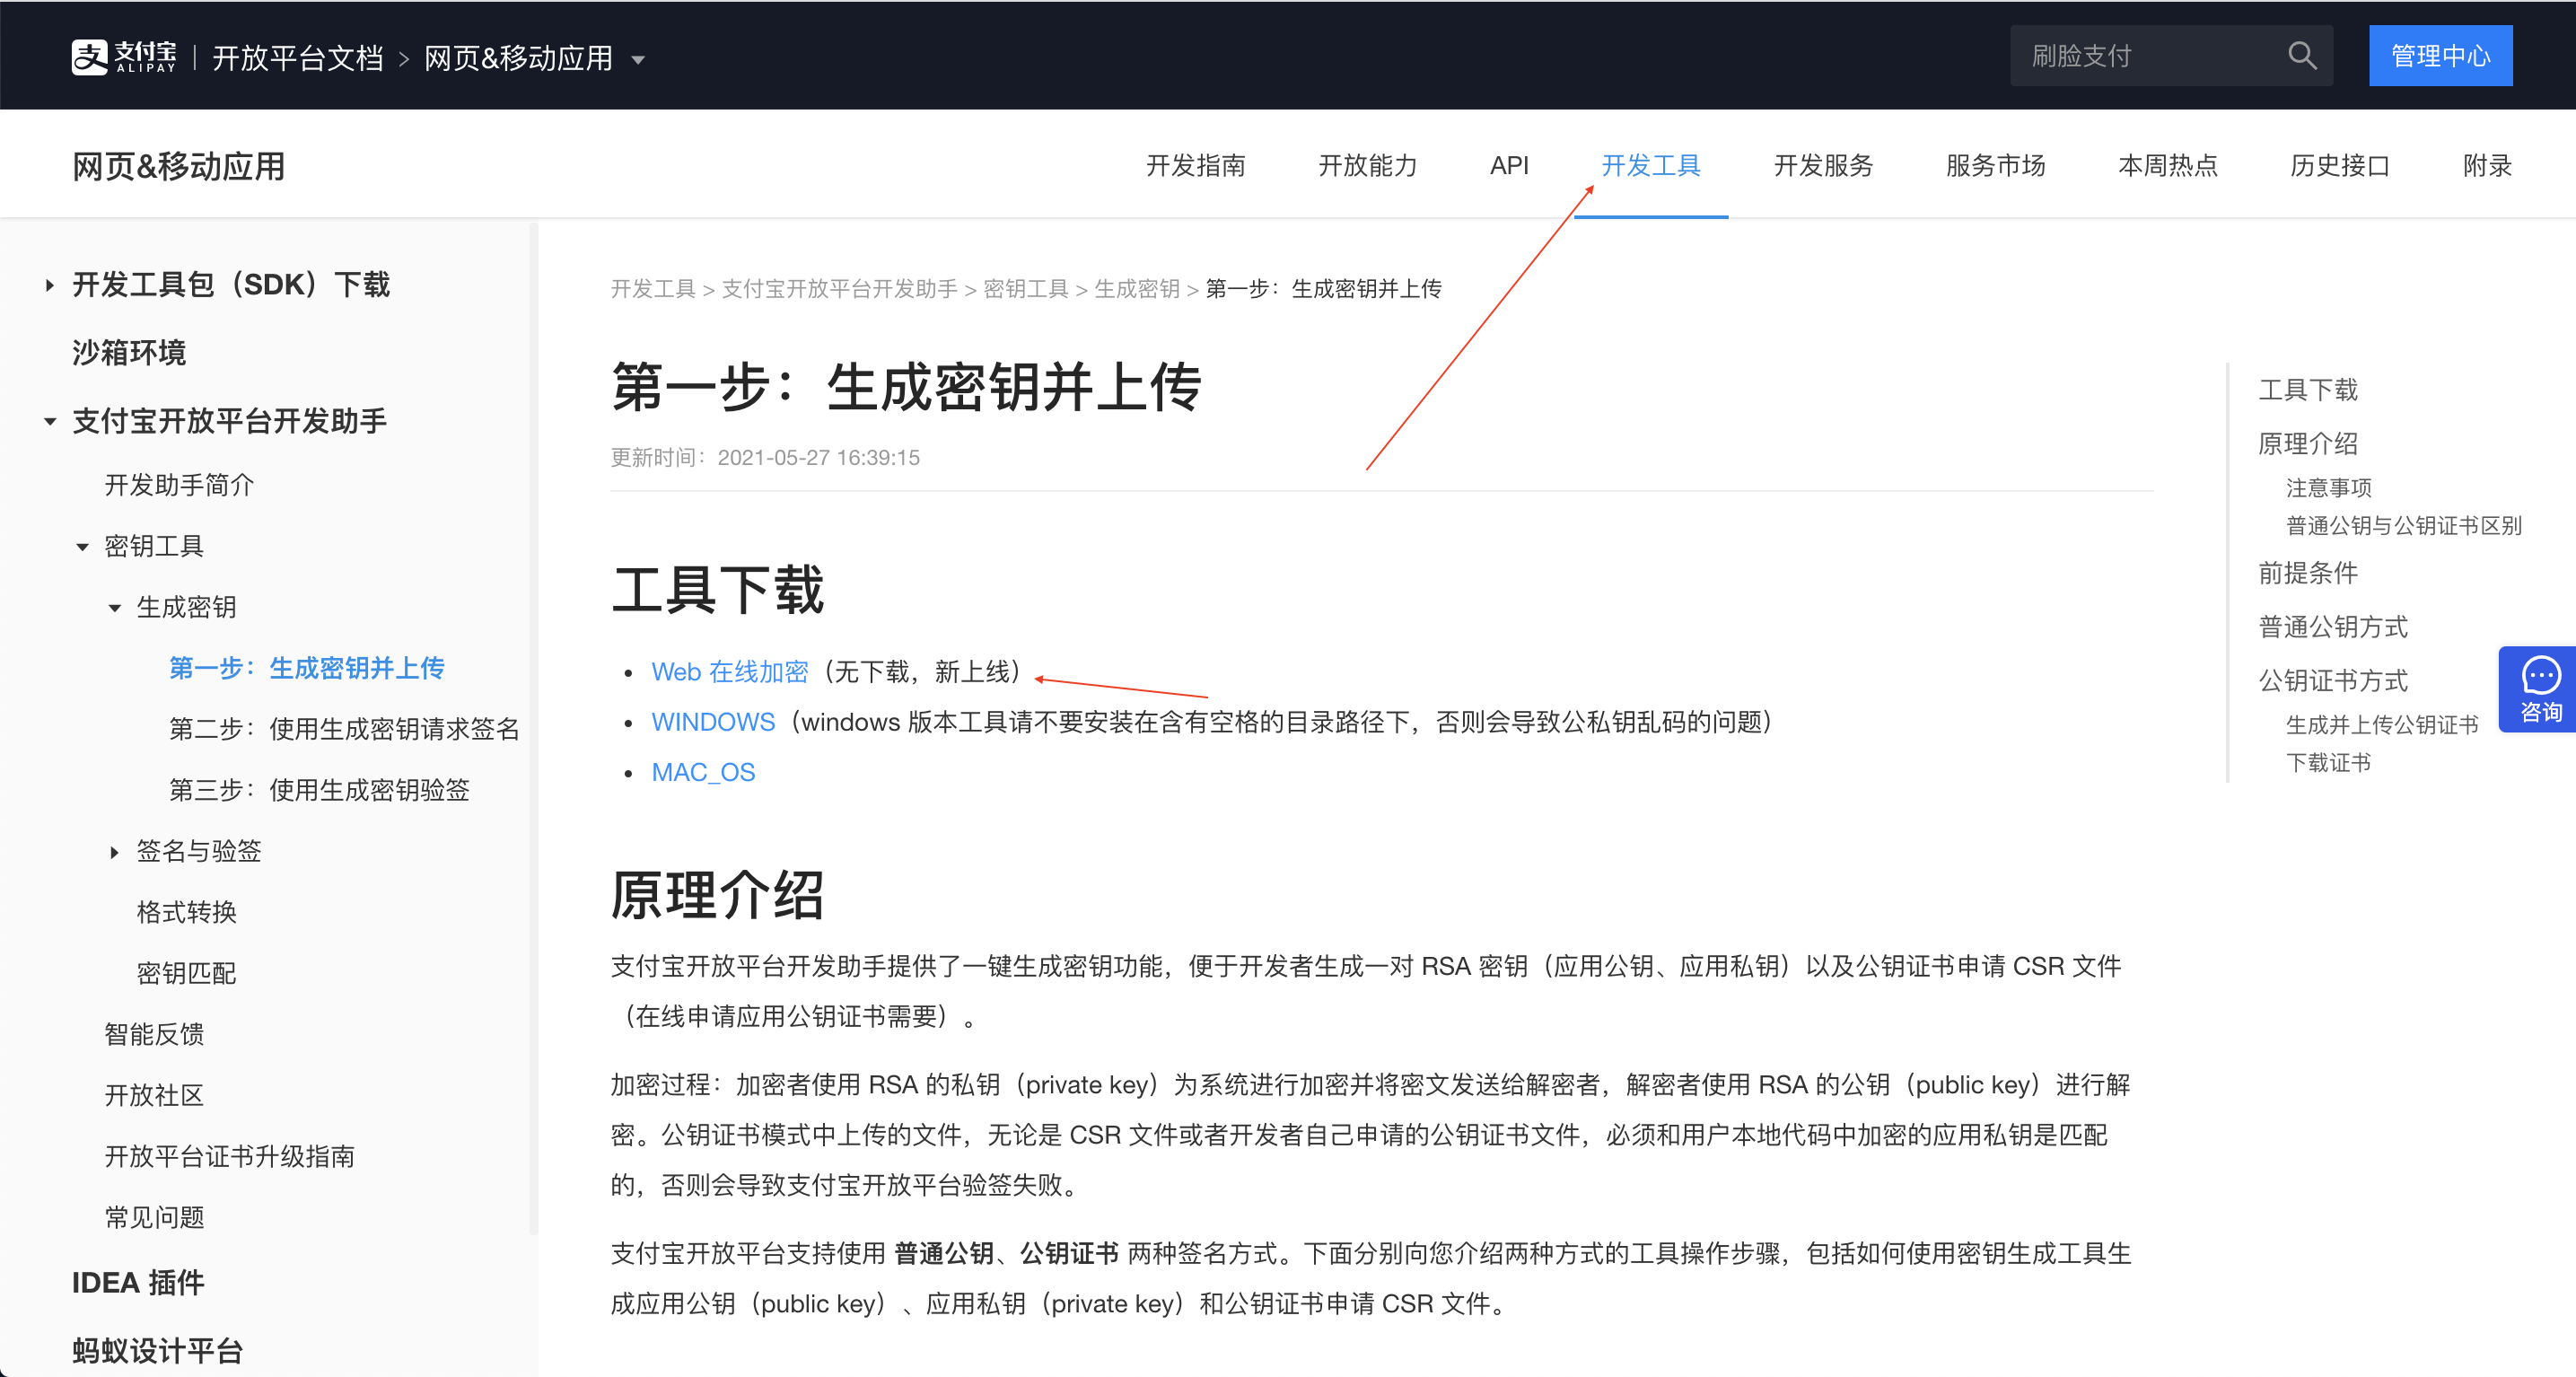 支付宝 ALIPAY | 开放平台文档 > 网页&移动应用
刷脸支付
管理中心
网页&移动应用
开发指南 开放能力 API 开发工具 开发服务 服务市场 本周热点 历史接口 附录
开发工具包（SDK）下载
沙箱环境
支付宝开放平台开发助手
开发助手简介
密钥工具
生成密钥
第一步：生成密钥并上传
第二步：使用生成密钥请求签名
第三步：使用生成密钥验签
签名与验签
格式转换
密钥匹配
智能反馈
开放社区
开放平台证书升级指南
常见问题
IDEA 插件
蚂蚁设计平台
开发工具 > 支付宝开放平台开发助手 > 密钥工具 > 生成密钥 > 第一步：生成密钥并上传
第一步：生成密钥并上传
更新时间：2021-05-27 16:39:15
工具下载
• Web 在线加密（无下载，新上线）
• WINDOWS（windows 版本工具请不要安装在含有空格的目录路径下，否则会导致公私钥乱码的问题）
• MAC_OS
原理介绍
支付宝开放平台开发助手提供了一键生成密钥功能，便于开发者生成一对 RSA 密钥（应用公钥、应用私钥）以及公钥证书申请 CSR 文件
（在线申请应用公钥证书需要）。
加密过程：加密者使用 RSA 的私钥（private key）为系统进行加密并将密文发送给解密者，解密者使用 RSA 的公钥（public key）进行解
密。公钥证书模式中上传的文件，无论是 CSR 文件或者开发者自己申请的公钥证书文件，必须和用户本地代码中加密的应用私钥是匹配
的，否则会导致支付宝开放平台验签失败。
支付宝开放平台支持使用 普通公钥、公钥证书 两种签名方式。下面分别向您介绍两种方式的工具操作步骤，包括如何使用密钥生成工具生
成应用公钥（public key）、应用私钥（private key）和公钥证书申请 CSR 文件。
工具下载
原理介绍
注意事项
普通公钥与公钥证书区别
前提条件
普通公钥方式
公钥证书方式
生成并上传公钥证书
下载证书
咨询